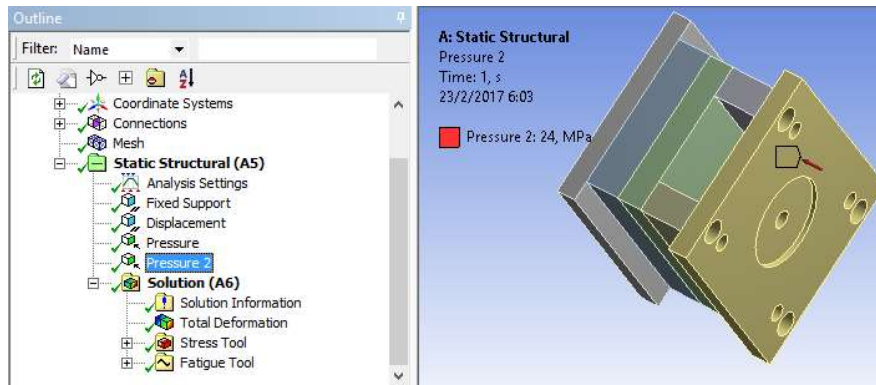 Outline
Filter: Name
Coordinate Systems
Connections
Mesh
Static Structural (A5)
Analysis Settings
Fixed Support
Displacement
Pressure
Pressure 2
Solution (A6)
Solution Information
Total Deformation
Stress Tool
Fatigue Tool
A: Static Structural
Pressure 2
Time: 1, s
23/2/2017 6:03
Pressure 2: 24, MPa